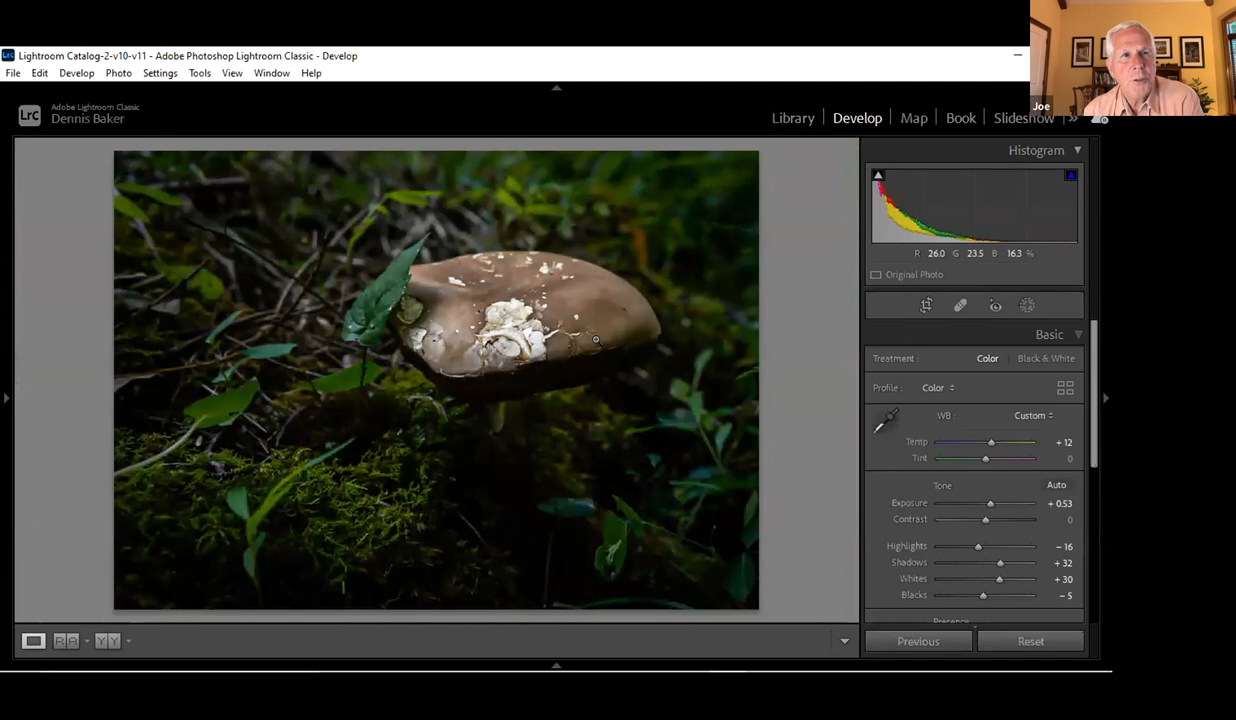 Lightroom Catalog-2-v10-v11 - Adobe Photoshop Lightroom Classic - Develop
Joe
File Edit Develop Photo Settings Tools View Window Help
LrC
Adobe Lightroom Classic
Dennis Baker
Library | Develop | Map | Book | Slideshow »
Histogram
R 26.0 G 23.5 B 16.3 %
Original Photo
Basic
Treatment : Color Black & White
Profile : Color
WB : Custom
Temp + 12
Tint 0
Tone Auto
Exposure + 0.53
Contrast 0
Highlights - 16
Shadows + 32
Whites + 30
Blacks - 5
Presence
Previous Reset
R A Y Y